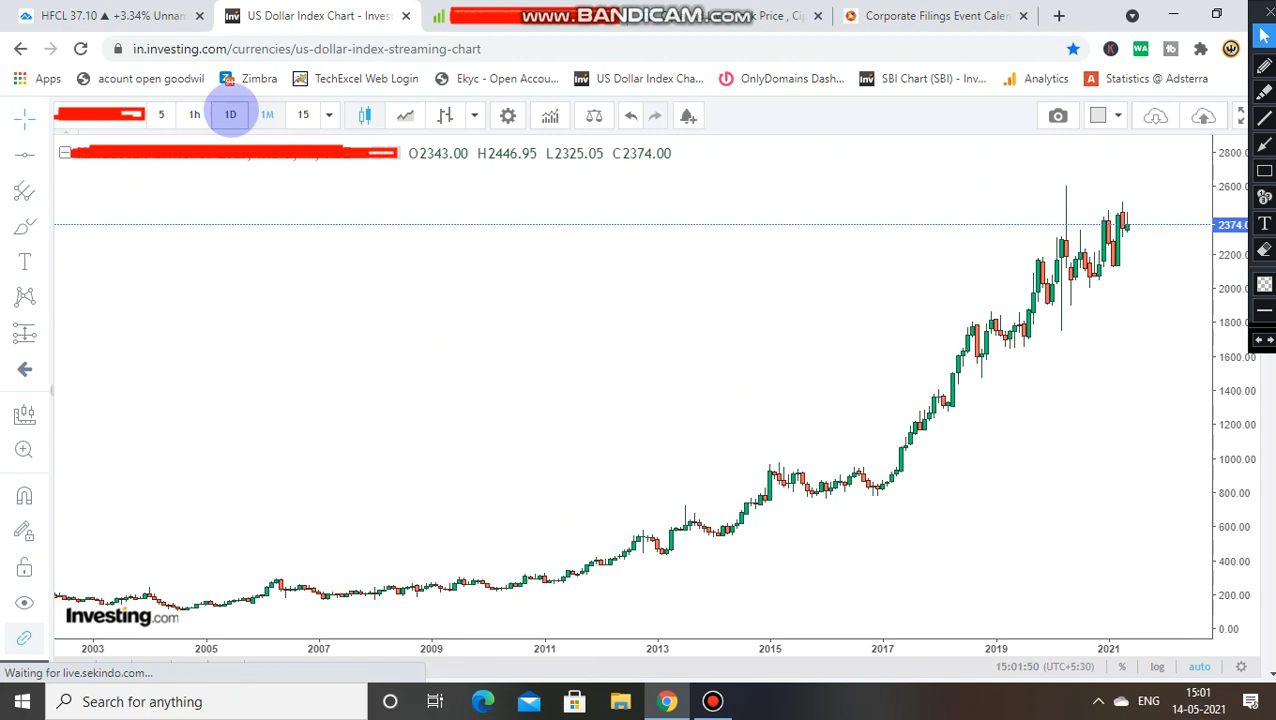 HFCL 37.10 ▲ +3.34% Unnam
US Dollar Index Chart - Invest
www.BANDICAM.com
k Price , Cap
Corporate Filings Event Calen
in.investing.com/currencies/us-dollar-index-streaming-chart
Apps
acount open goodwil
Zimbra
TechExcel Web Login
Ekyc - Open Accou...
US Dollar Index Cha...
OnlyDomains Dash...
SBI Chart (SBI) - Inv...
Analytics
Statistics @ Adsterra
5 1h 1D 1M 15
O2343.00 H2446.95 L2325.05 C2374.00
2800.00
2600.00
2374.0
2200.00
2000.00
1800.00
1600.00
1400.00
1200.00
1000.00
800.00
600.00
400.00
200.00
0.00
Investing.com
2003 2005 2007 2009 2011 2013 2015 2017 2019 2021
Waiting for live.sekindo.com...
15:01:50 (UTC+5:30) % log auto
Search for anything
ENG
15:01
14-05-2021